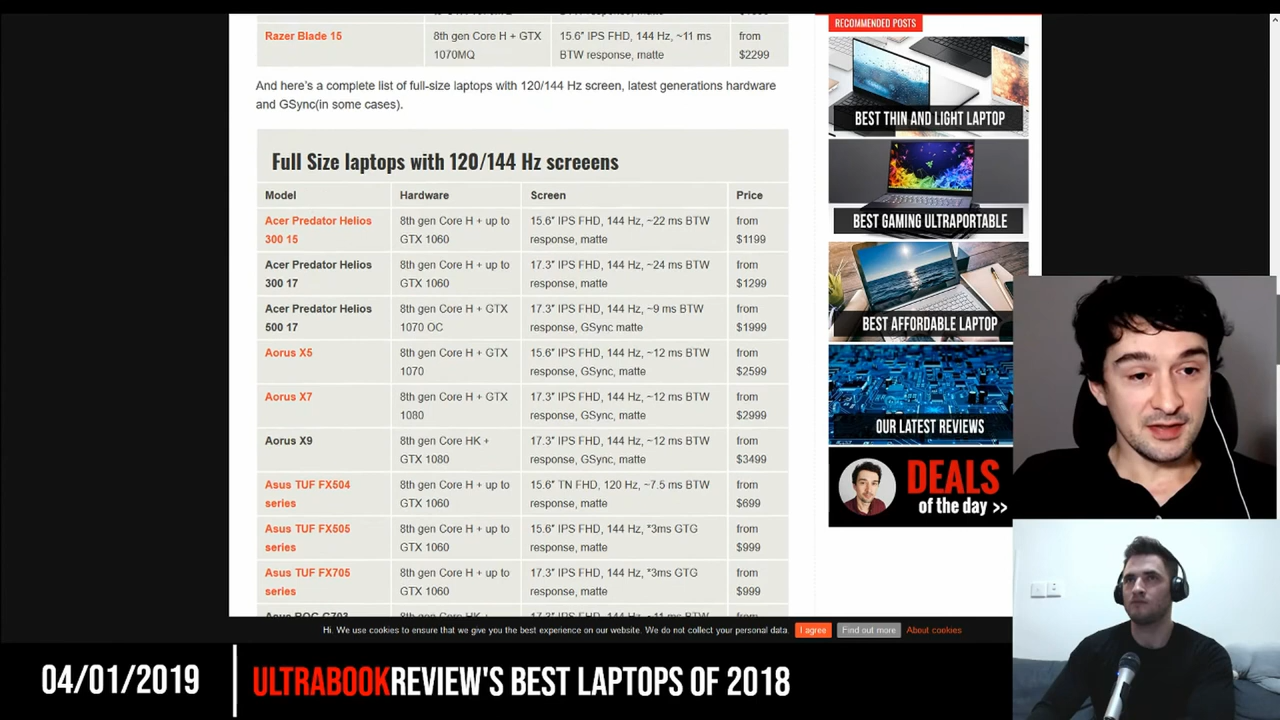 Razer Blade 15
8th gen Core H + GTX
1070MQ
15.6″ IPS FHD, 144 Hz, ~11 ms
BTW response, matte
from
$2299
And here's a complete list of full-size laptops with 120/144 Hz screen, latest generations hardware
and GSync(in some cases).
Full Size laptops with 120/144 Hz screeens
Model
Hardware
Screen
Price
Acer Predator Helios
300 15
8th gen Core H + up to
GTX 1060
15.6″ IPS FHD, 144 Hz, ~22 ms BTW
response, matte
from
$1199
Acer Predator Helios
300 17
8th gen Core H + up to
GTX 1060
17.3″ IPS FHD, 144 Hz, ~24 ms BTW
response, matte
from
$1299
Acer Predator Helios
500 17
8th gen Core H + GTX
1070 OC
17.3″ IPS FHD, 144 Hz, ~9 ms BTW
response, GSync matte
from
$1999
Aorus X5
8th gen Core H + GTX
1070
15.6″ IPS FHD, 144 Hz, ~12 ms BTW
response, GSync, matte
from
$2599
Aorus X7
8th gen Core H + GTX
1080
17.3″ IPS FHD, 144 Hz, ~12 ms BTW
response, GSync, matte
from
$2999
Aorus X9
8th gen Core HK +
GTX 1080
17.3″ IPS FHD, 144 Hz, ~12 ms BTW
response, GSync, matte
from
$3499
Asus TUF FX504
series
8th gen Core H + up to
GTX 1060
15.6″ TN FHD, 120 Hz, ~7.5 ms BTW
response, matte
from
$699
Asus TUF FX505
series
8th gen Core H + up to
GTX 1060
15.6″ IPS FHD, 144 Hz, *3ms GTG
response, matte
from
$999
Asus TUF FX705
series
8th gen Core H + up to
GTX 1060
17.3″ IPS FHD, 144 Hz, *3ms GTG
response, matte
from
$999
RECOMMENDED POSTS
BEST THIN AND LIGHT LAPTOP
BEST GAMING ULTRAPORTABLE
BEST AFFORDABLE LAPTOP
OUR LATEST REVIEWS
DEALS
of the day >>
Hi. We use cookies to ensure that we give you the best experience on our website. We do not collect your personal data. I agree Find out more About cookies
04/01/2019
ULTRABOOKREVIEW'S BEST LAPTOPS OF 2018